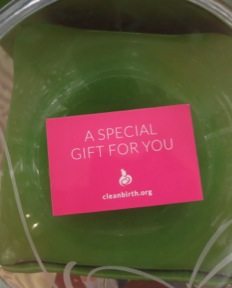 A SPECIAL
GIFT FOR YOU
cleanbirth.org